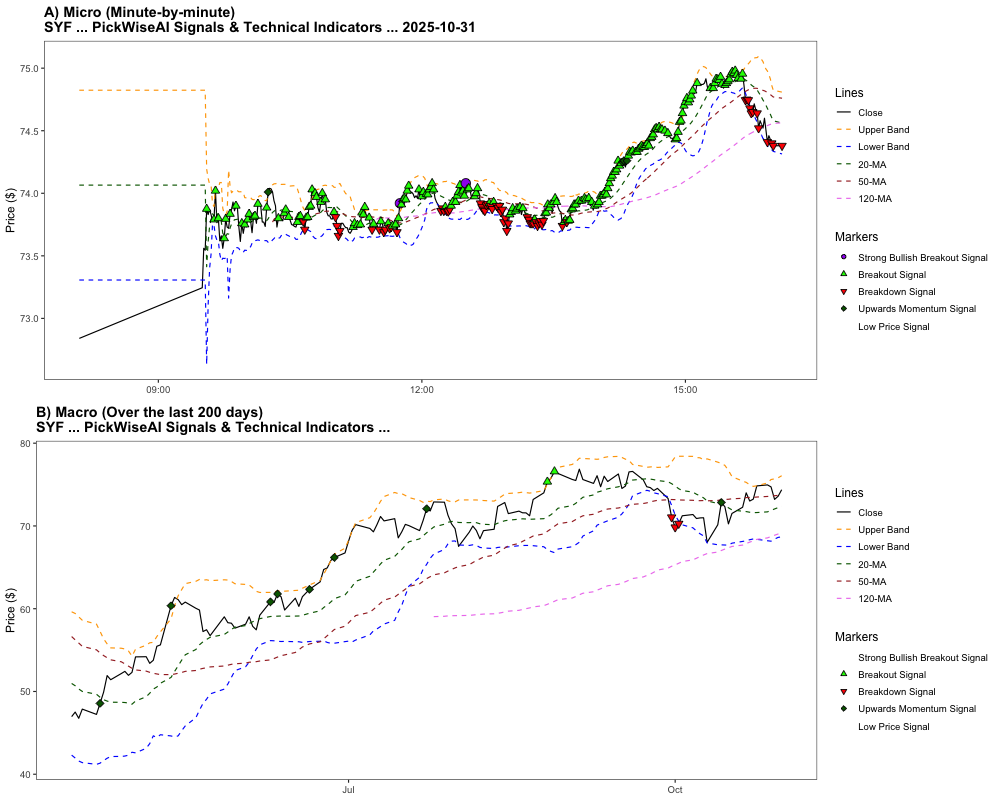 A) Micro (Minute-by-minute)
SYF ... PickWiseAI Signals & Technical Indicators ... 2025-10-31
Price ($)
75.0
74.5
74.0
73.5
73.0
09:00
12:00
15:00
Lines
Close
Upper Band
Lower Band
20-MA
50-MA
120-MA
Markers
Strong Bullish Breakout Signal
Breakout Signal
Breakdown Signal
Upwards Momentum Signal
Low Price Signal
B) Macro (Over the last 200 days)
SYF ... PickWiseAI Signals & Technical Indicators ...
Price ($)
80
70
60
50
40
Jul
Oct
Lines
Close
Upper Band
Lower Band
20-MA
50-MA
120-MA
Markers
Strong Bullish Breakout Signal
Breakout Signal
Breakdown Signal
Upwards Momentum Signal
Low Price Signal